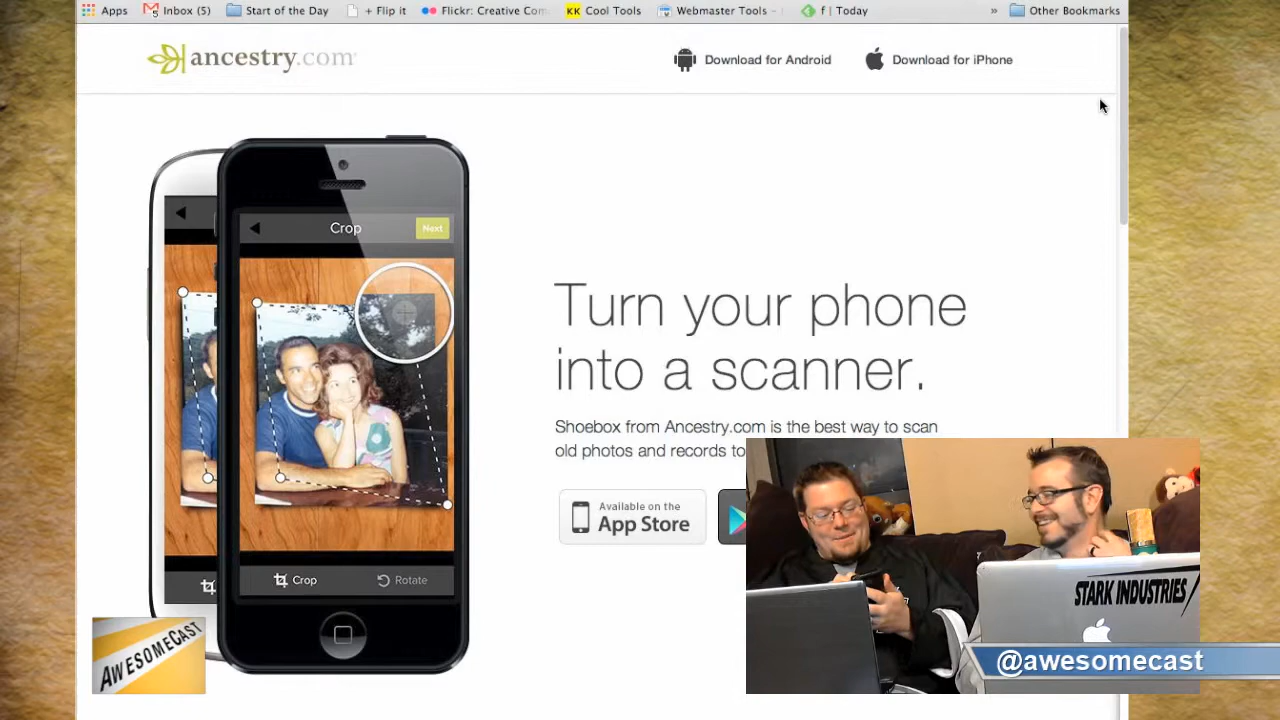 Apps
Inbox (5)
Start of the Day
+ Flip it
Flickr: Creative Com
KK Cool Tools
Webmaster Tools -
f | Today
»
Other Bookmarks
ancestry.com
Download for Android
Download for iPhone
Crop
Next
Turn your phone
into a scanner.
Shoebox from Ancestry.com is the best way to scan
old photos and records to
Available on the
App Store
Crop
Rotate
STARK INDUSTRIES
AWESOMECAST
@awesomecast